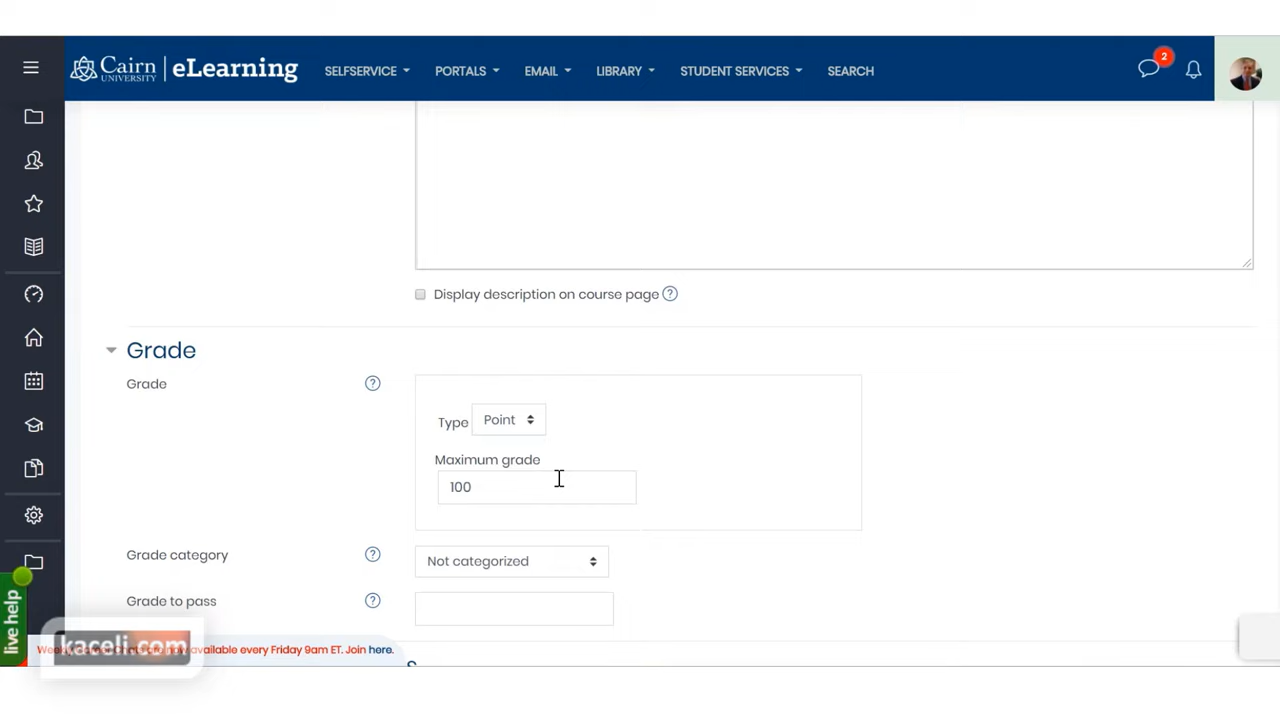 Cairn UNIVERSITY eLearning SELFSERVICE PORTALS EMAIL LIBRARY STUDENT SERVICES SEARCH 2
Display description on course page ?
Grade
Grade ?
Type Point
Maximum grade
100
Grade category ? Not categorized
Grade to pass ?
live help
kaceli.com
available every Friday 9am ET. Join here.